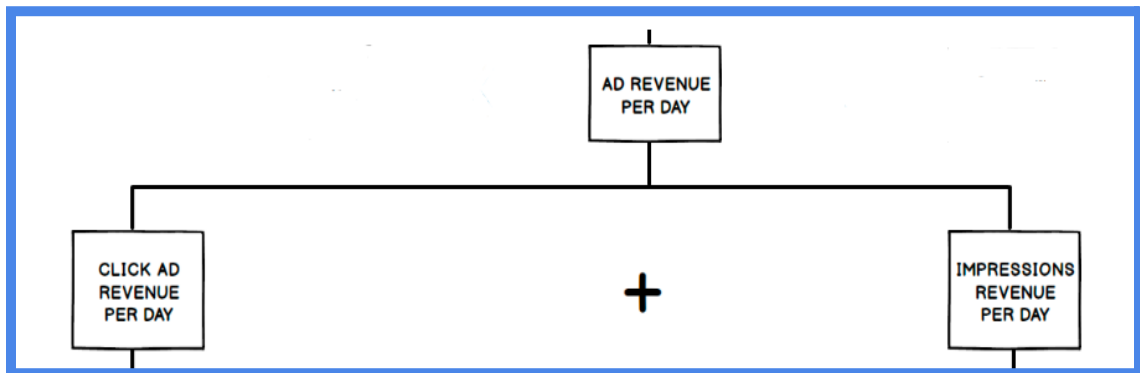 AD REVENUE
PER DAY
CLICK AD
REVENUE
PER DAY
+
IMPRESSIONS
REVENUE
PER DAY